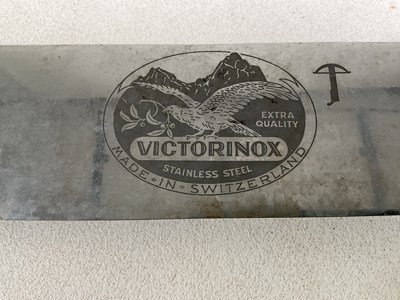 EXTRA
QUALITY
VICTORINOX
STAINLESS STEEL
MADE-IN-SWITZERLAND